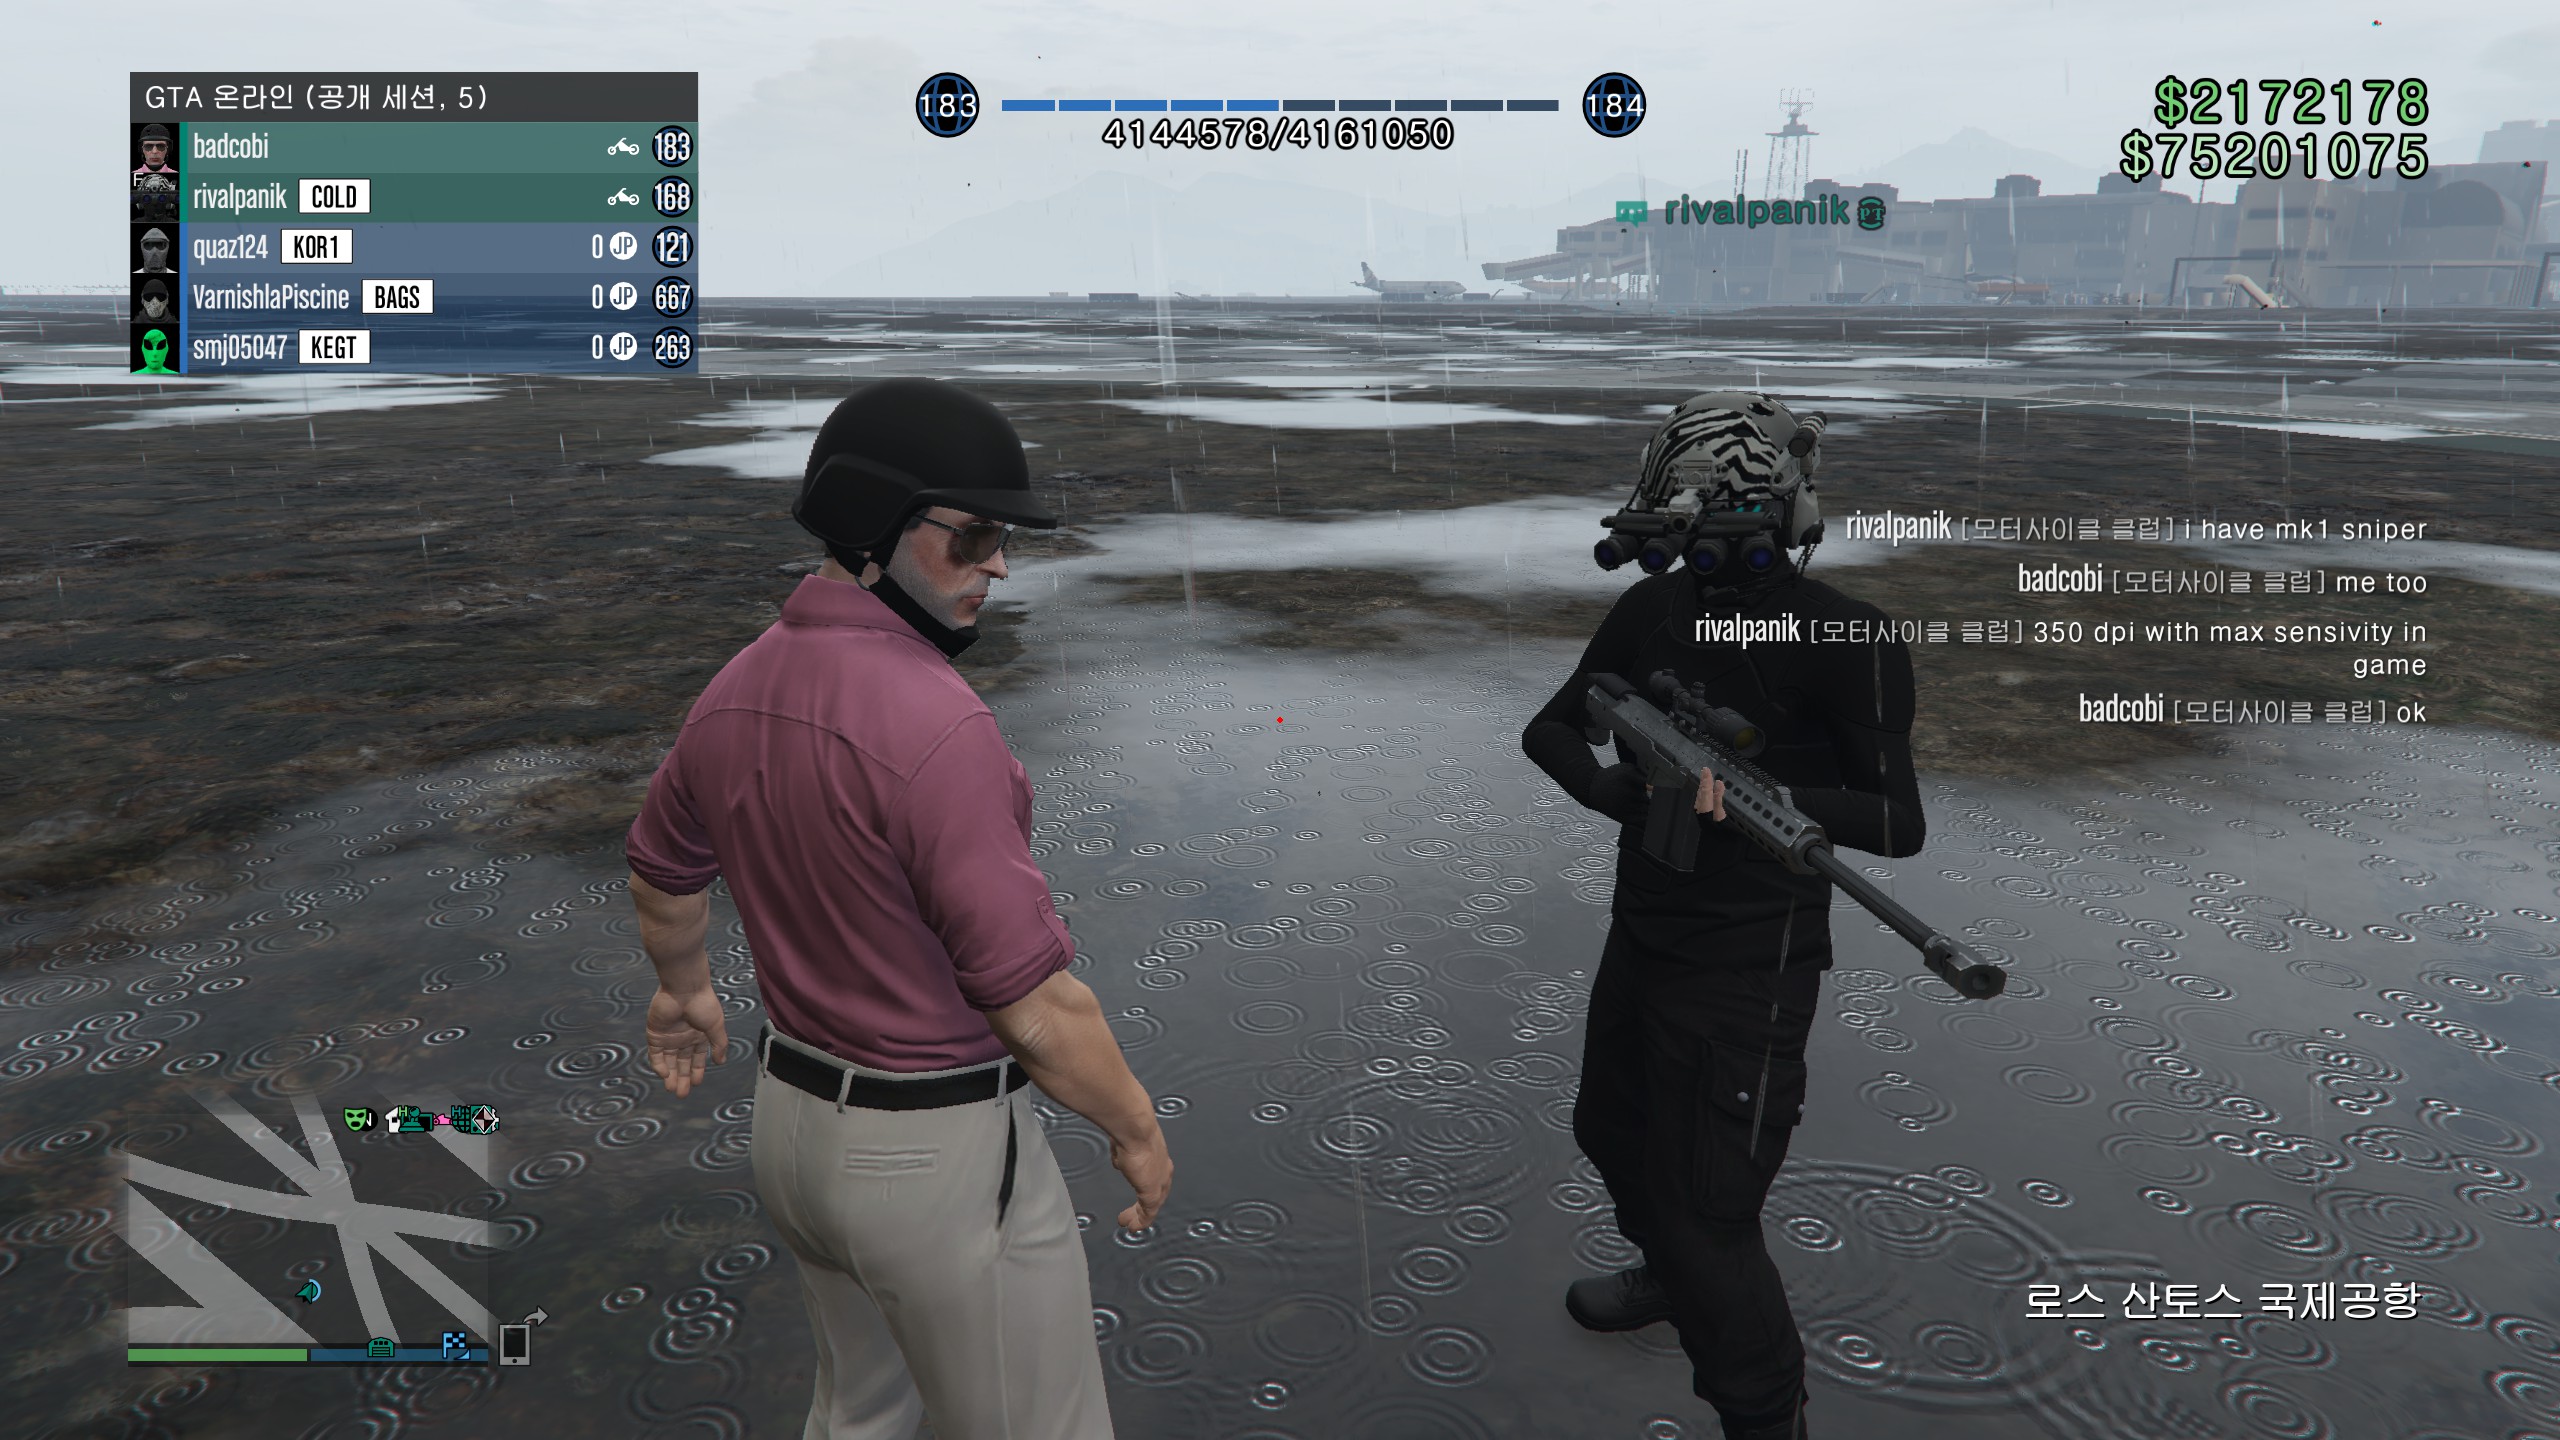 GTA 온라인 (공개 세션, 5)
badcobi 183
rivalpanik COLD 168
quaz124 KOR1 0 JP 121
VarnishlaPiscine BAGS 0 JP 667
smj05047 KEGT 0 JP 263
183 184
4144578/4161050
$2172178
$75201075
rivalpanik PT
rivalpanik [모터사이클 클럽] i have mk1 sniper
badcobi [모터사이클 클럽] me too
rivalpanik [모터사이클 클럽] 350 dpi with max sensivity in
game
badcobi [모터사이클 클럽] ok
로스 산토스 국제공항